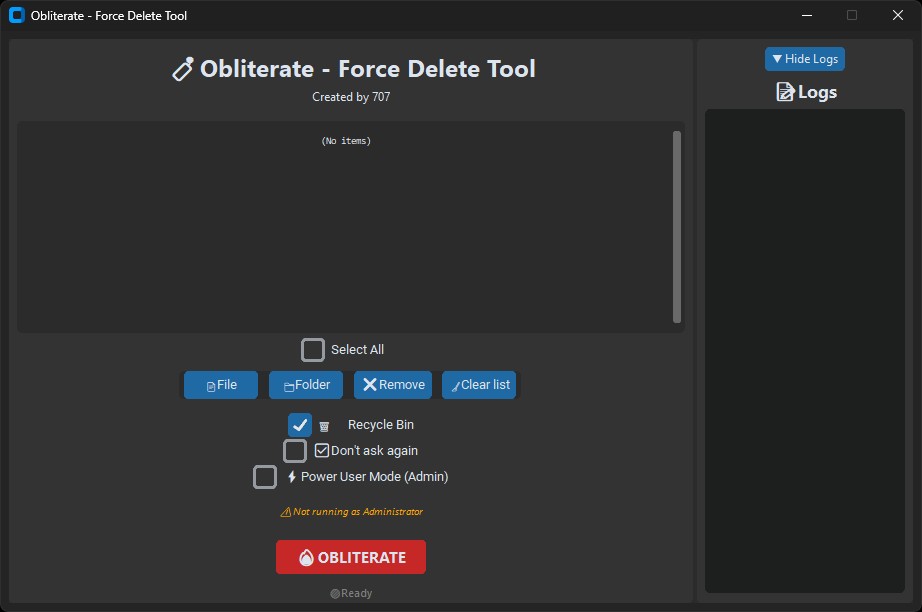 Obliterate - Force Delete Tool
Obliterate - Force Delete Tool
Created by 707
(No items)
Select All
File Folder Remove Clear list
Recycle Bin
Don't ask again
Power User Mode (Admin)
Not running as Administrator
OBLITERATE
Ready
Hide Logs
Logs